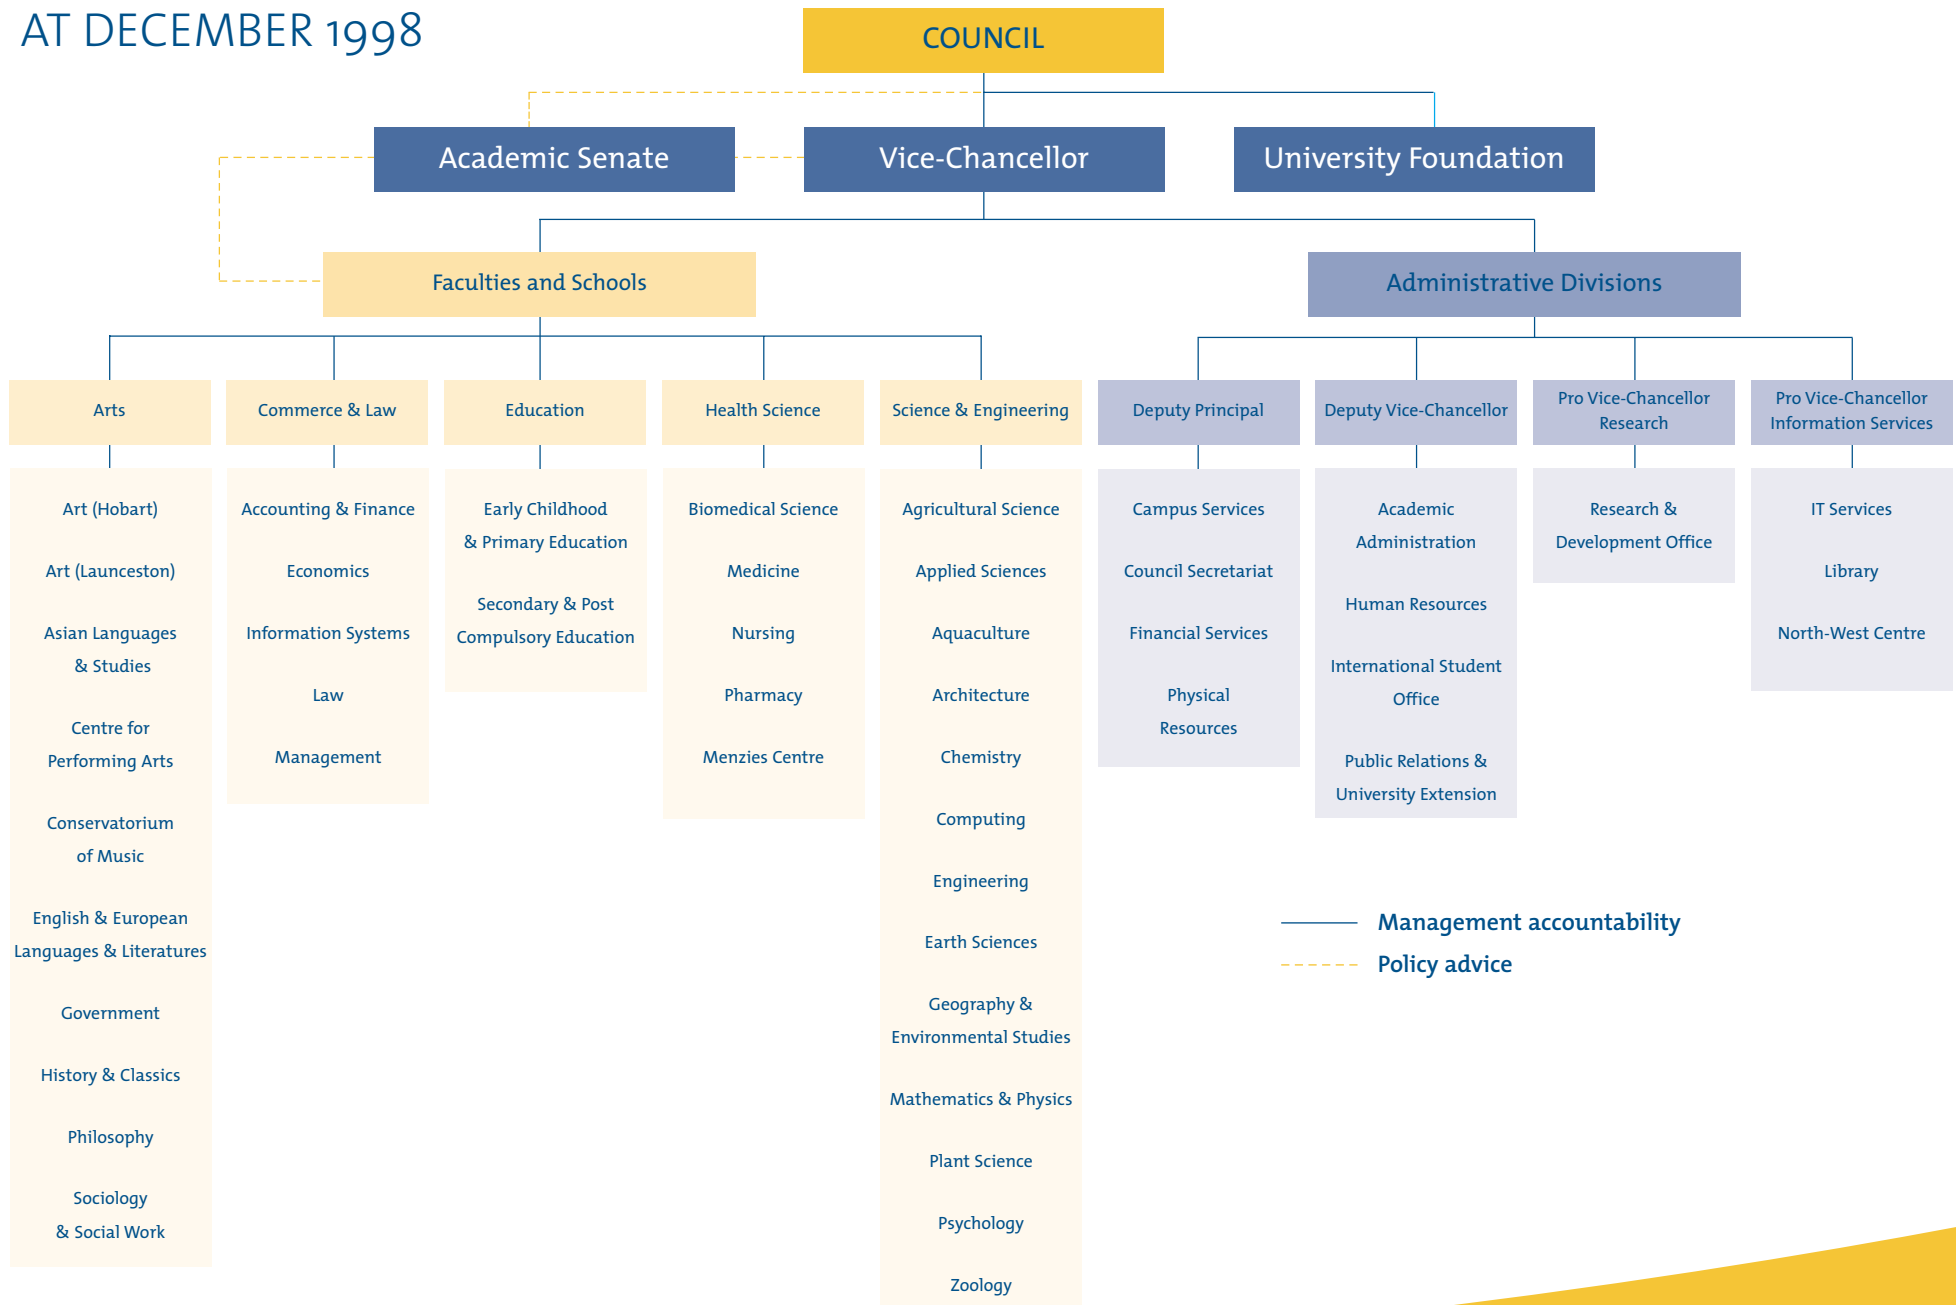 AT DECEMBER 1998
COUNCIL
Academic Senate
Vice-Chancellor
University Foundation
Faculties and Schools
Administrative Divisions
Arts
Art (Hobart)
Art (Launceston)
Asian Languages
& Studies
Centre for
Performing Arts
Conservatorium
of Music
English & European
Languages & Literatures
Government
History & Classics
Philosophy
Sociology
& Social Work
Commerce & Law
Accounting & Finance
Economics
Information Systems
Law
Management
Education
Early Childhood
& Primary Education
Secondary & Post
Compulsory Education
Health Science
Biomedical Science
Medicine
Nursing
Pharmacy
Menzies Centre
Science & Engineering
Agricultural Science
Applied Sciences
Aquaculture
Architecture
Chemistry
Computing
Engineering
Earth Sciences
Geography &
Environmental Studies
Mathematics & Physics
Plant Science
Psychology
Zoology
Deputy Principal
Campus Services
Council Secretariat
Financial Services
Physical
Resources
Deputy Vice-Chancellor
Academic
Administration
Human Resources
International Student
Office
Public Relations &
University Extension
Pro Vice-Chancellor
Research
Research &
Development Office
Pro Vice-Chancellor
Information Services
IT Services
Library
North-West Centre
Management accountability
Policy advice